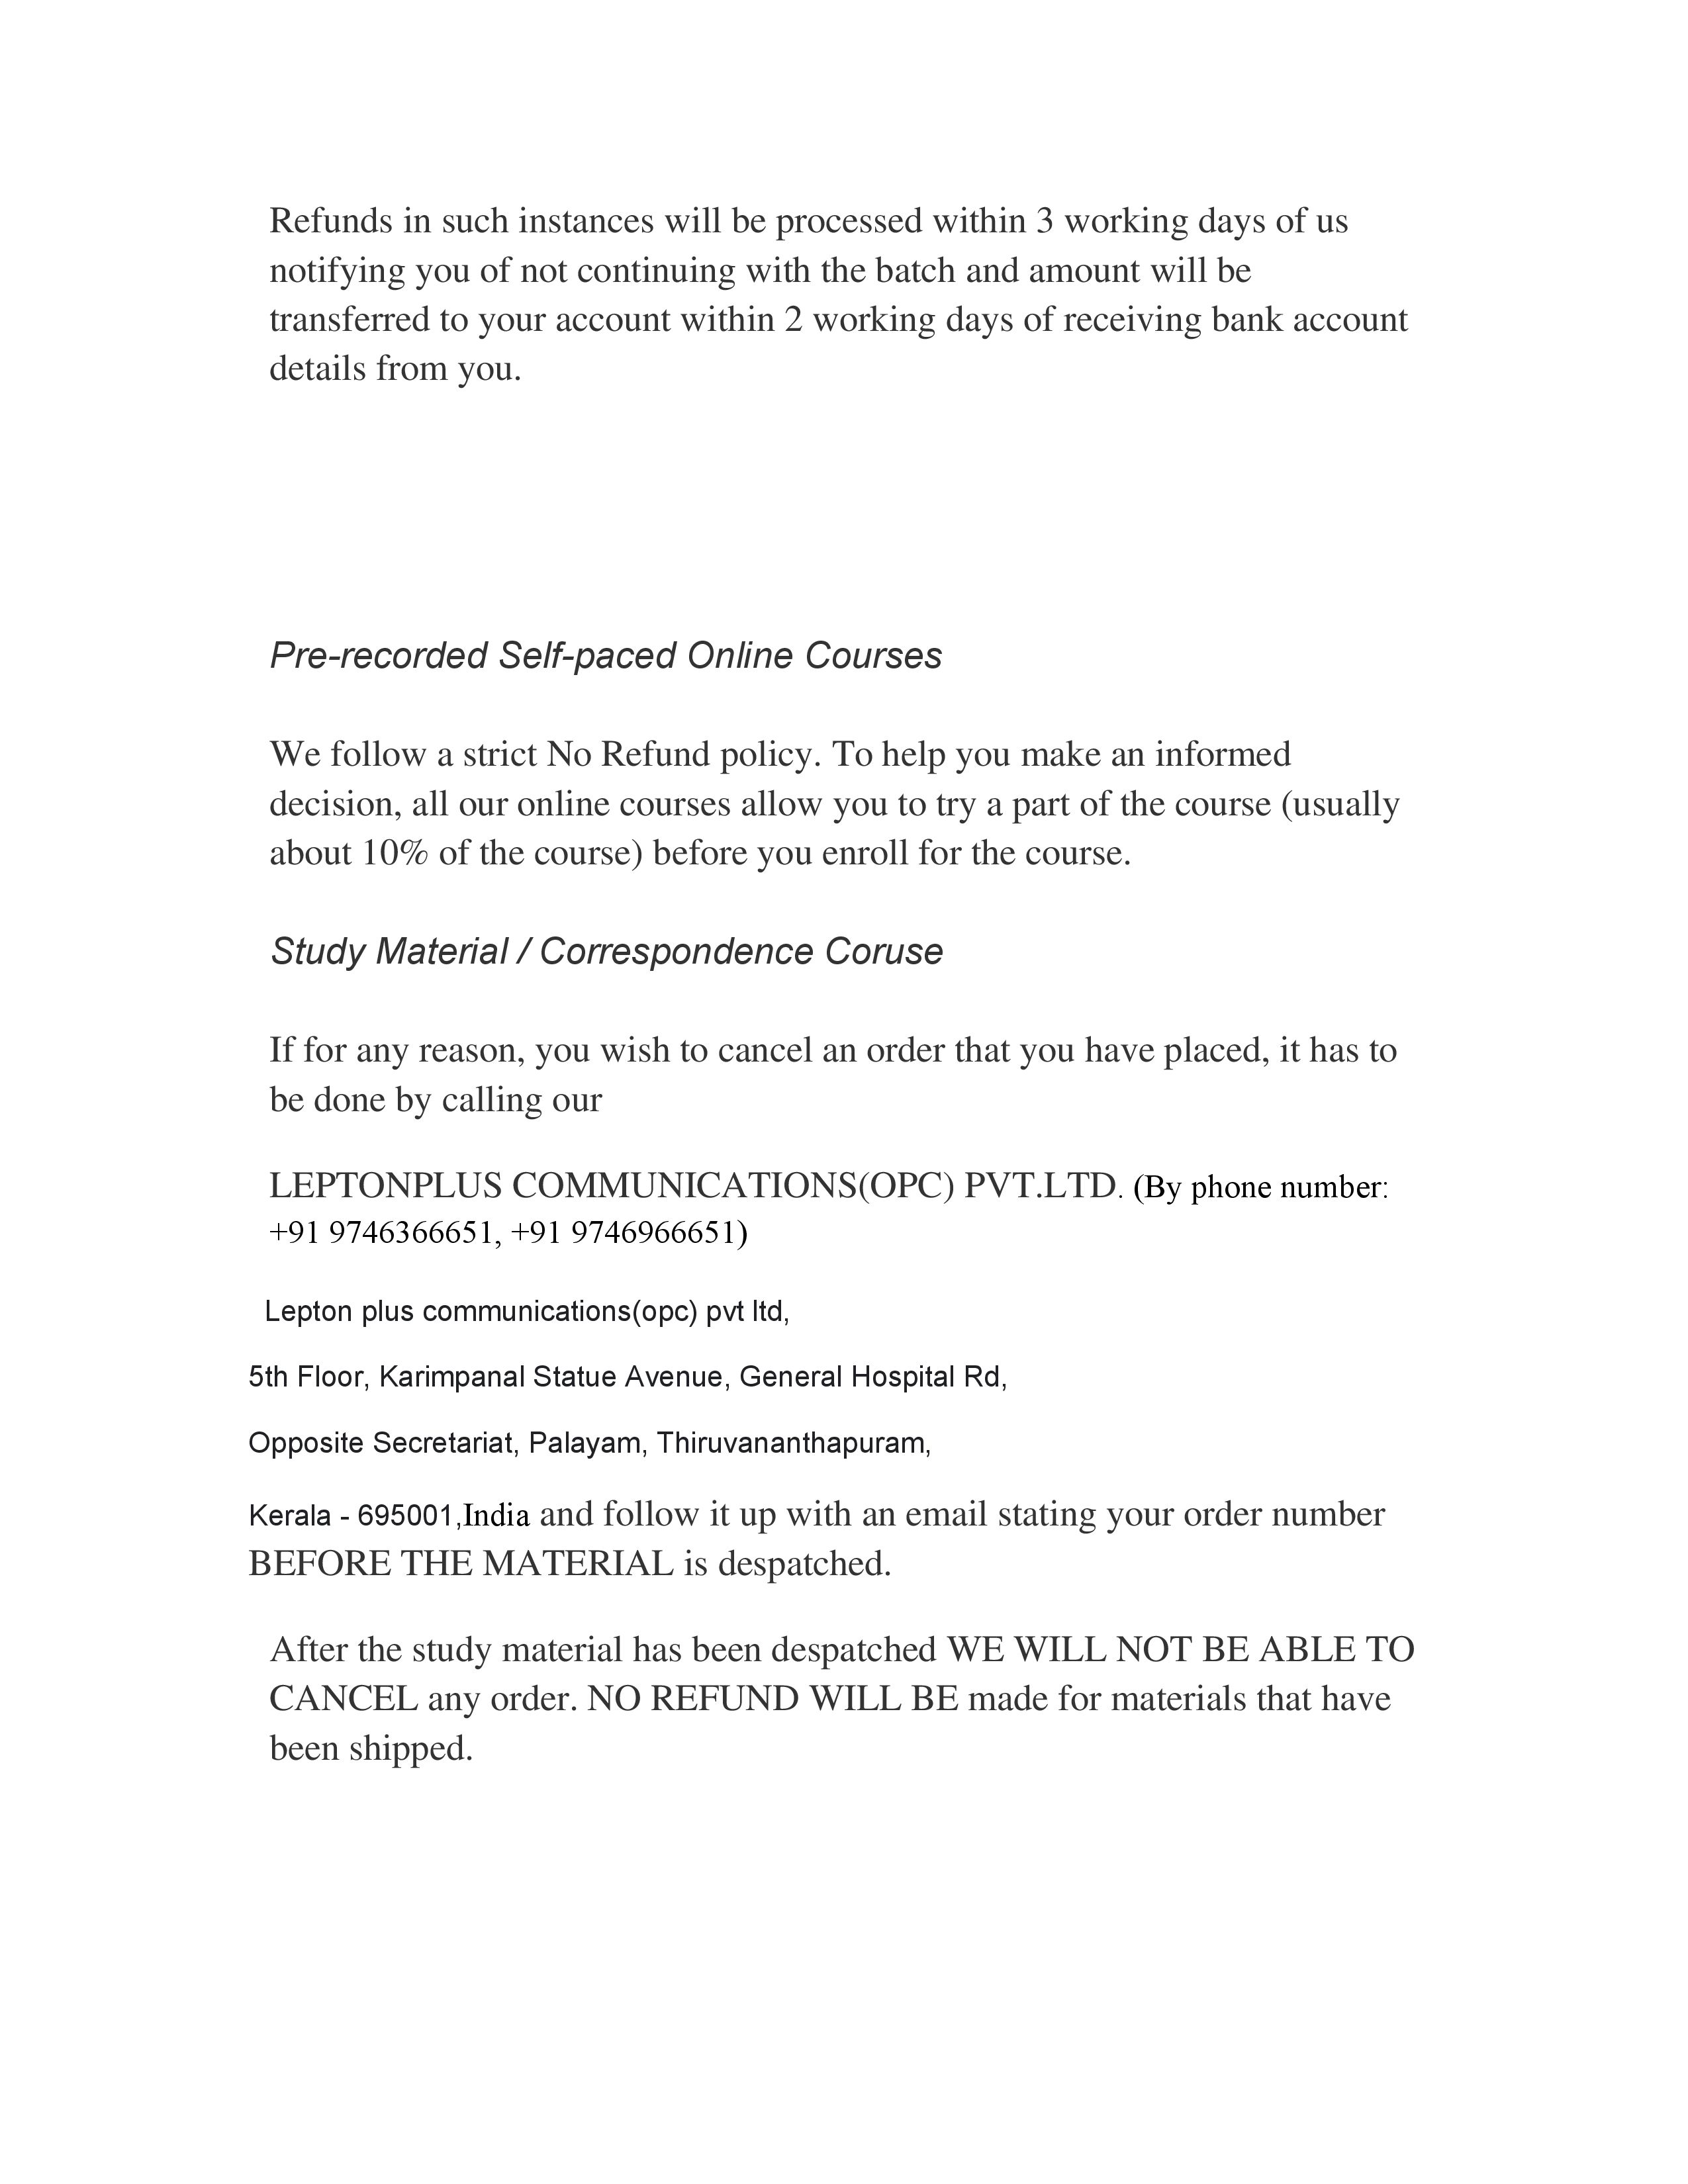 Refunds in such instances will be processed within 3 working days of us
notifying you of not continuing with the batch and amount will be
transferred to your account within 2 working days of receiving bank account
details from you.
Pre-recorded Self-paced Online Courses
We follow a strict No Refund policy. To help you make an informed
decision, all our online courses allow you to try a part of the course (usually
about 10% of the course) before you enroll for the course.
Study Material / Correspondence Coruse
If for any reason, you wish to cancel an order that you have placed, it has to
be done by calling our
LEPTONPLUS COMMUNICATIONS(OPC) PVT.LTD. (By phone number:
+91 9746366651, +91 9746966651)
Lepton plus communications(opc) pvt ltd,
5th Floor, Karimpanal Statue Avenue, General Hospital Rd,
Opposite Secretariat, Palayam, Thiruvananthapuram,
Kerala - 695001,India and follow it up with an email stating your order number
BEFORE THE MATERIAL is despatched.
After the study material has been despatched WE WILL NOT BE ABLE TO
CANCEL any order. NO REFUND WILL BE made for materials that have
been shipped.